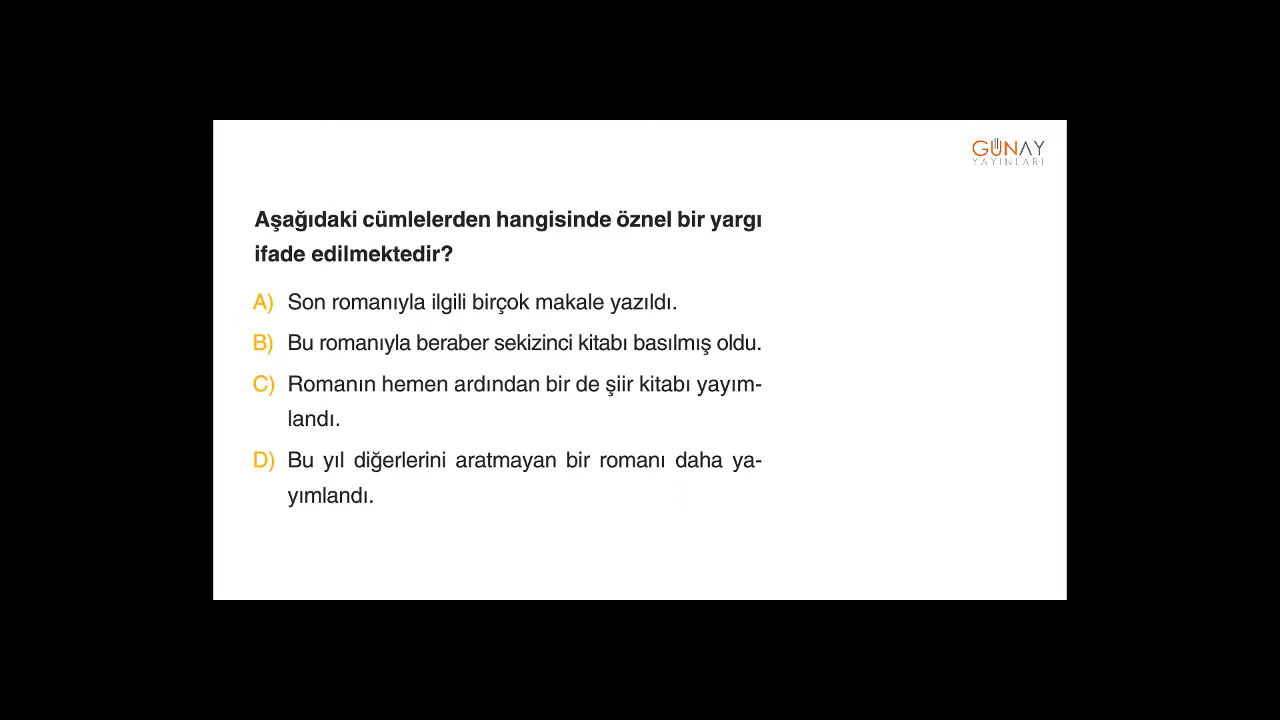 GÜNAY
YAYINLARI
Aşağıdaki cümlelerden hangisinde öznel bir yargı
ifade edilmektedir?
A) Son romanıyla ilgili birçok makale yazıldı.
B) Bu romanıyla beraber sekizinci kitabı basılmış oldu.
C) Romanın hemen ardından bir de şiir kitabı yayım-
landı.
D) Bu yıl diğerlerini aratmayan bir romanı daha ya-
yımlandı.